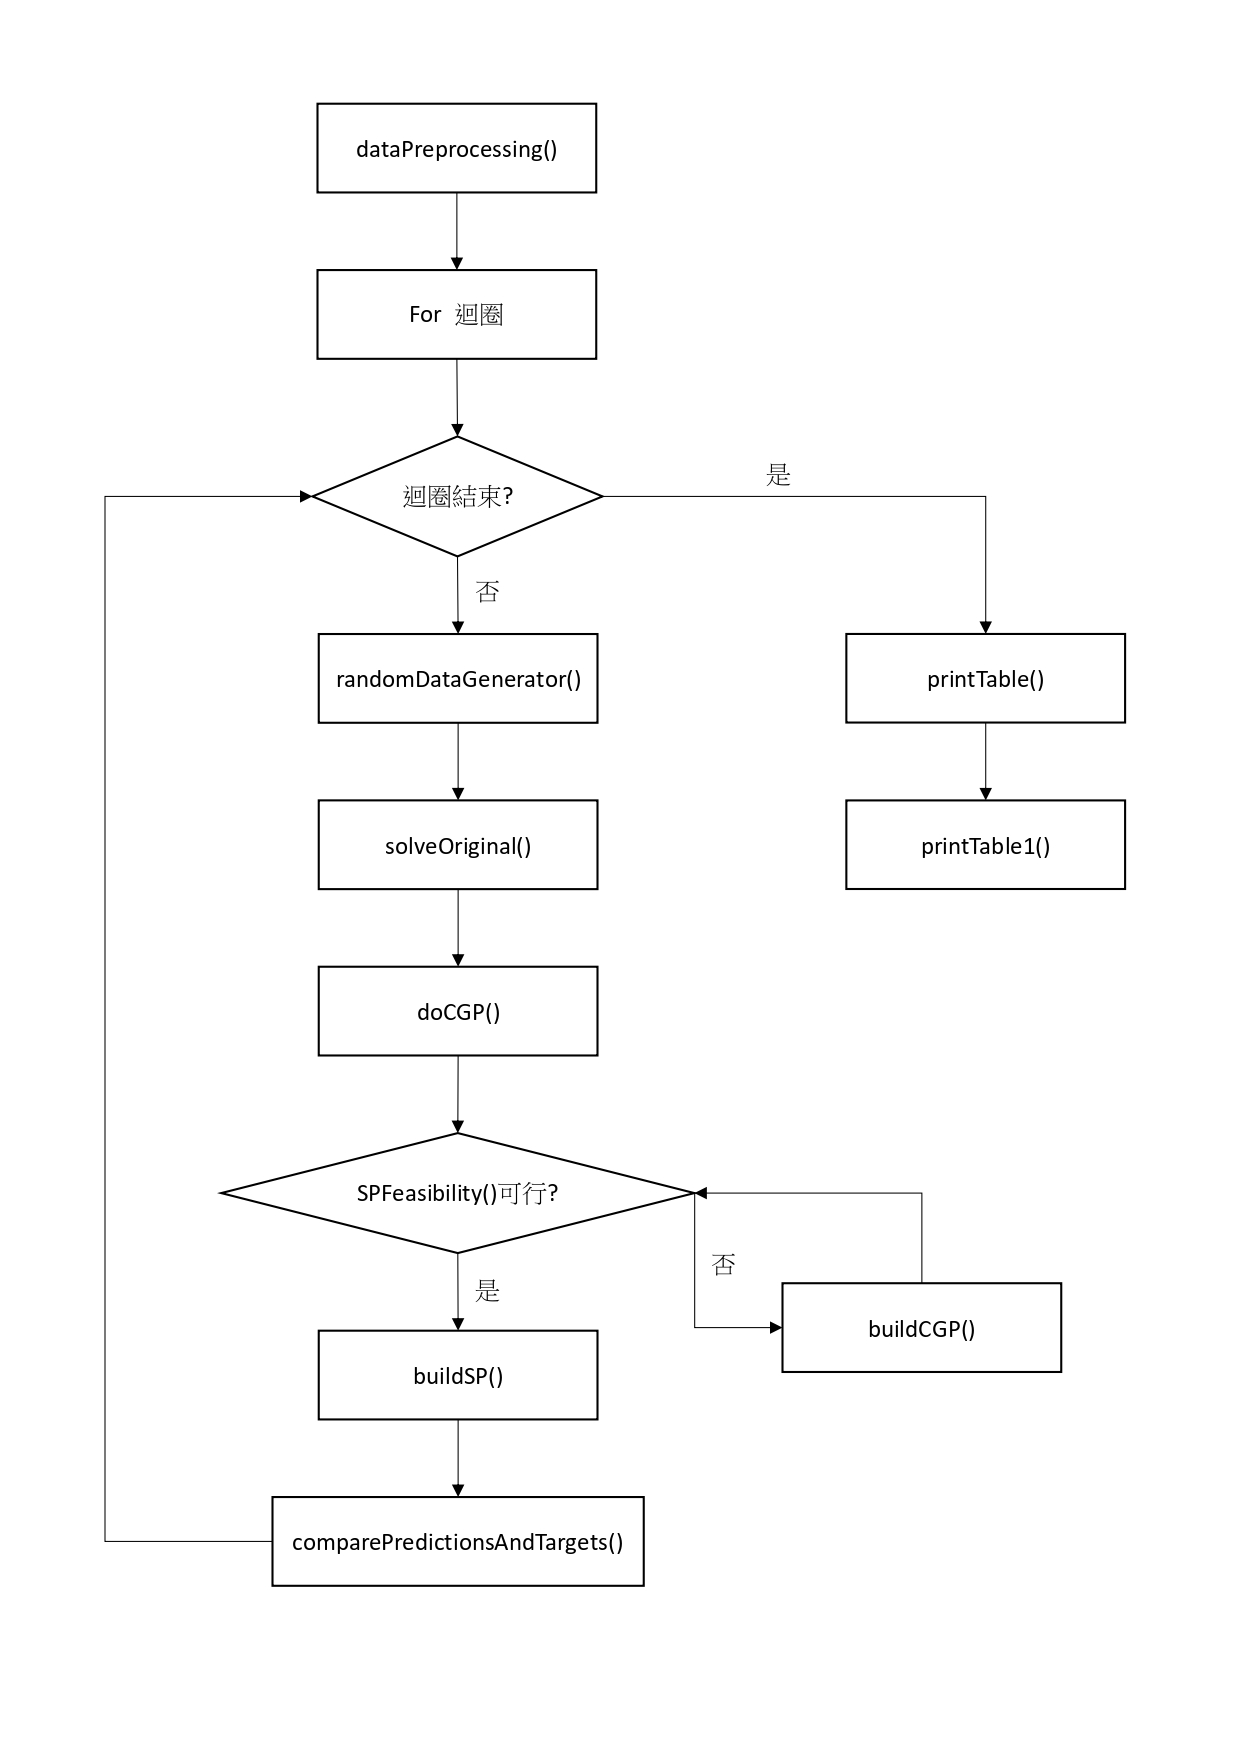 dataPreprocessing()
For 迴圈
迴圈結束?
是
否
randomDataGenerator()
printTable()
solveOriginal()
printTable1()
doCGP()
SPFeasibility()可行?
否
是
buildCGP()
buildSP()
comparePredictionsAndTargets()